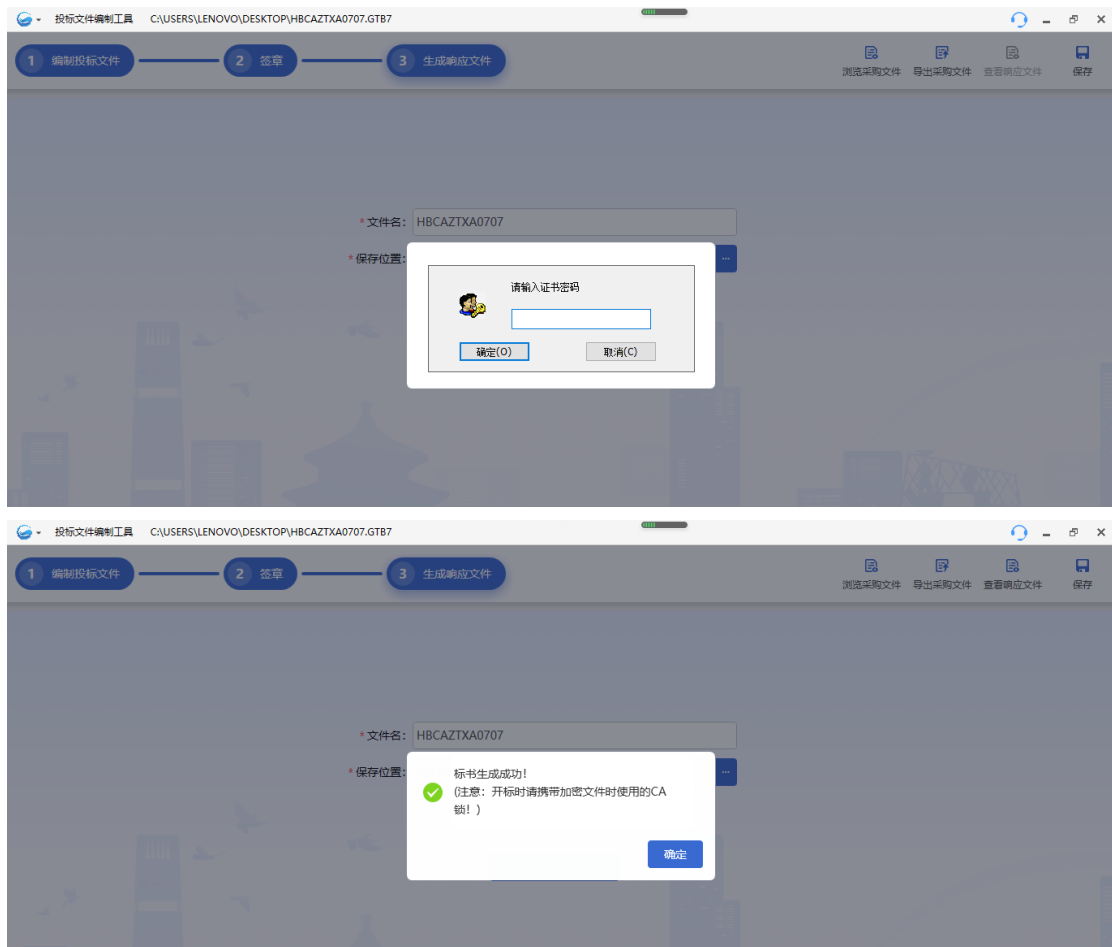 投标文件编制工具 C:\USERS\LENOVO\DESKTOP\HBCAZTXA0707.GTB7
1 编制投标文件 2 签章 3 生成响应文件
浏览采购文件 导出采购文件 查看响应文件 保存
*文件名: HBCAZTXA0707
*保存位置: ...
请输入证书密码
确定(O) 取消(C)
投标文件编制工具 C:\USERS\LENOVO\DESKTOP\HBCAZTXA0707.GTB7
1 编制投标文件 2 签章 3 生成响应文件
浏览采购文件 导出采购文件 查看响应文件 保存
*文件名: HBCAZTXA0707
*保存位置: ...
标书生成成功!
(注意：开标时请携带加密文件时使用的CA
锁！)
确定